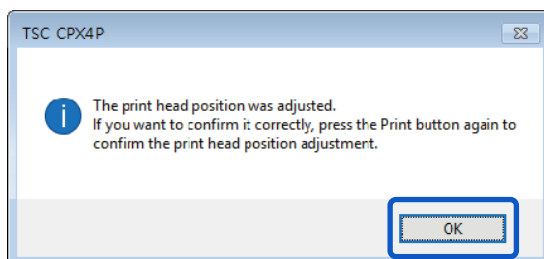 TSC CPX4P
The print head position was adjusted.
If you want to confirm it correctly, press the Print button again to
confirm the print head position adjustment.
OK